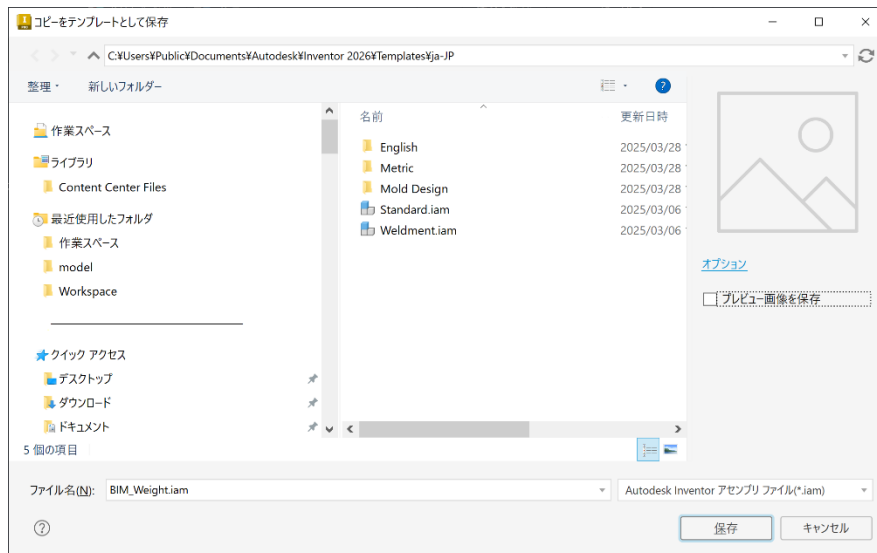 コピーをテンプレートとして保存
C:¥Users¥Public¥Documents¥Autodesk¥Inventor 2026¥Templates¥ja-JP
整理
新しいフォルダー
作業スペース
ライブラリ
Content Center Files
最近使用したフォルダ
作業スペース
model
Workspace
クイック アクセス
デスクトップ
ダウンロード
ドキュメント
名前 更新日時
English 2025/03/28
Metric 2025/03/28
Mold Design 2025/03/28
Standard.iam 2025/03/06
Weldment.iam 2025/03/06
オプション
プレビュー画像を保存
5 個の項目
ファイル名(N): BIM_Weight.iam
Autodesk Inventor アセンブリ ファイル(*.iam)
保存
キャンセル